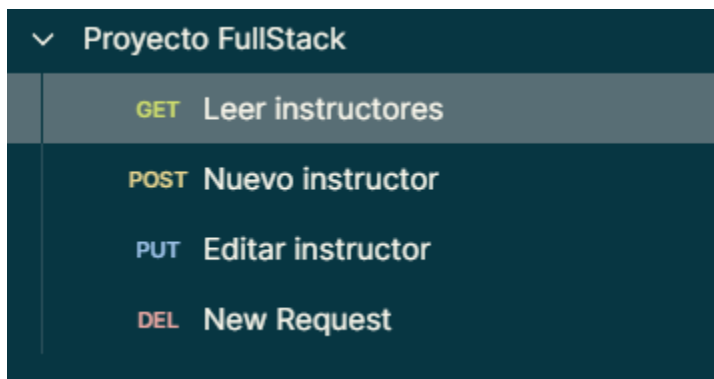 Proyecto FullStack
GET Leer instructores
POST Nuevo instructor
PUT Editar instructor
DEL New Request